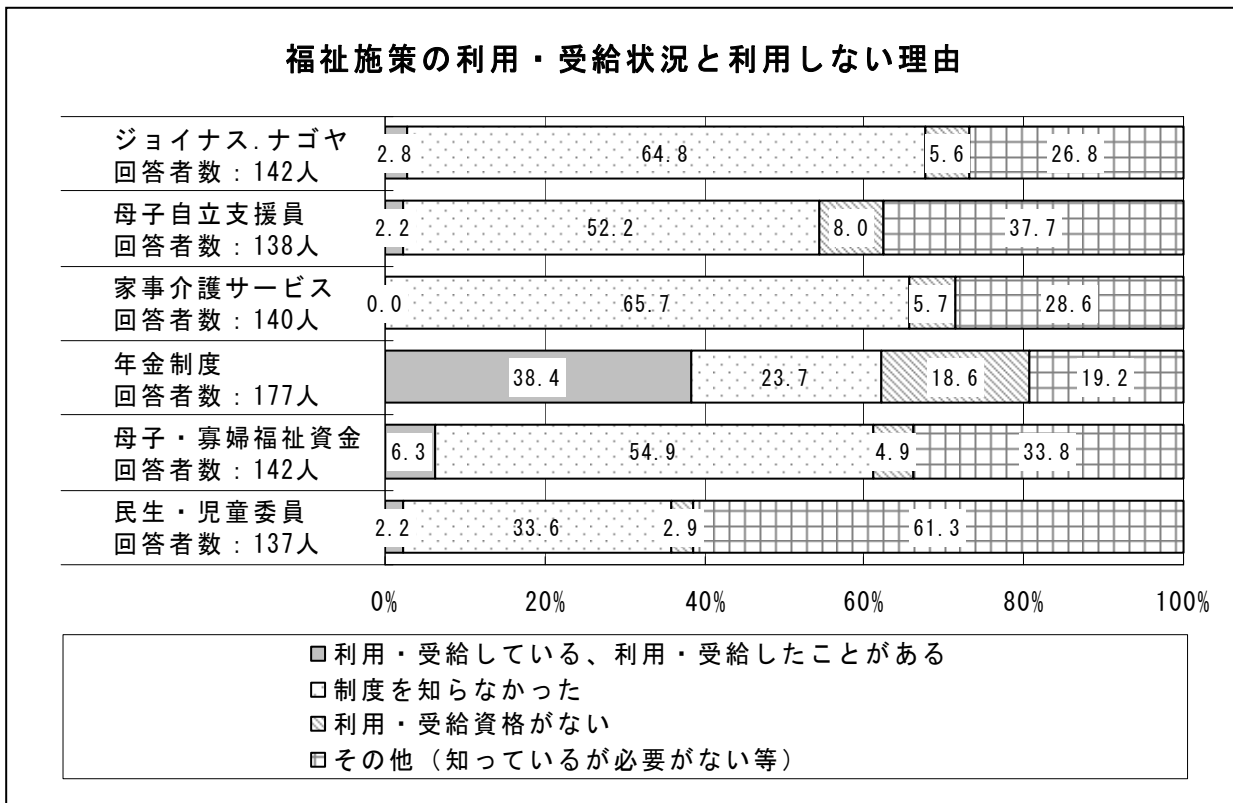 福祉施策の利用・受給状況と利用しない理由
ジョイナス.ナゴヤ
回答者数：142人
2.8
64.8
5.6
26.8
母子自立支援員
回答者数：138人
2.2
52.2
8.0
37.7
家事介護サービス
回答者数：140人
0.0
65.7
5.7
28.6
年金制度
回答者数：177人
38.4
23.7
18.6
19.2
母子・寡婦福祉資金
回答者数：142人
6.3
54.9
4.9
33.8
民生・児童委員
回答者数：137人
2.2
33.6
2.9
61.3
0% 20% 40% 60% 80% 100%
利用・受給している、利用・受給したことがある
制度を知らなかった
利用・受給資格がない
その他（知っているが必要がない等）